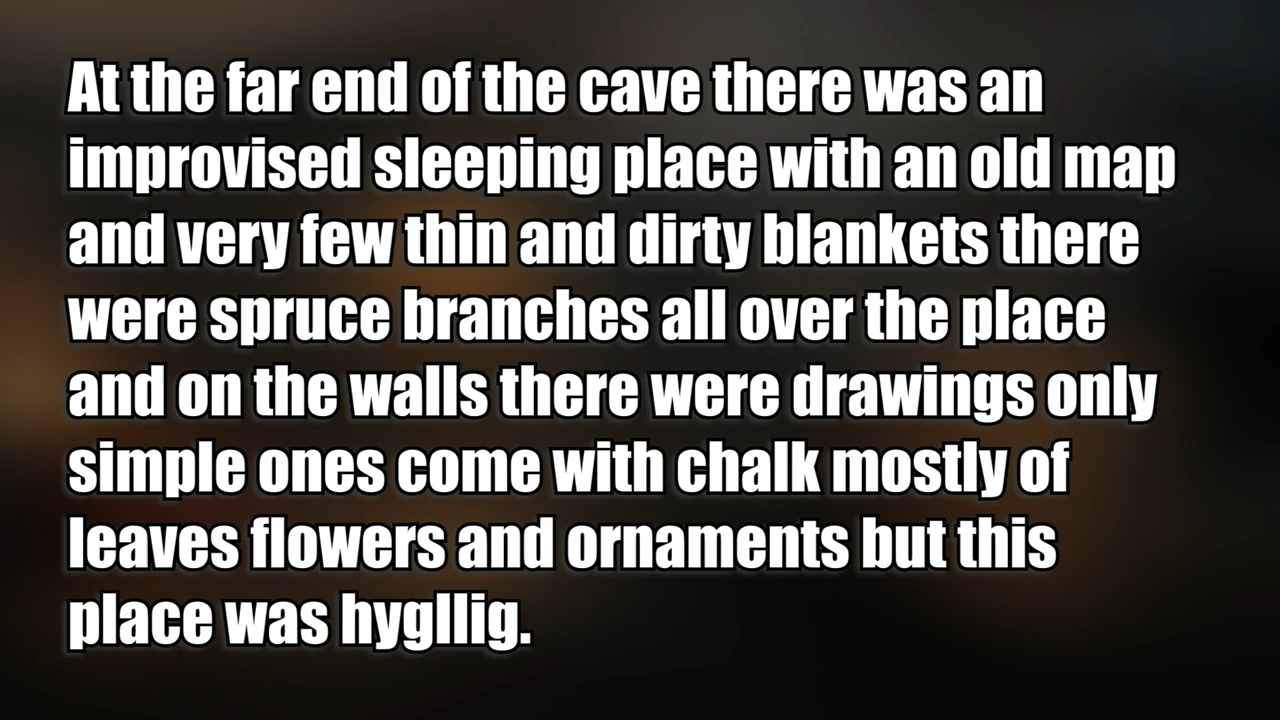 At the far end of the cave there was an
improvised sleeping place with an old map
and very few thin and dirty blankets there
were spruce branches all over the place
and on the walls there were drawings only
simple ones come with chalk mostly of
leaves flowers and ornaments but this
place was hygllig.